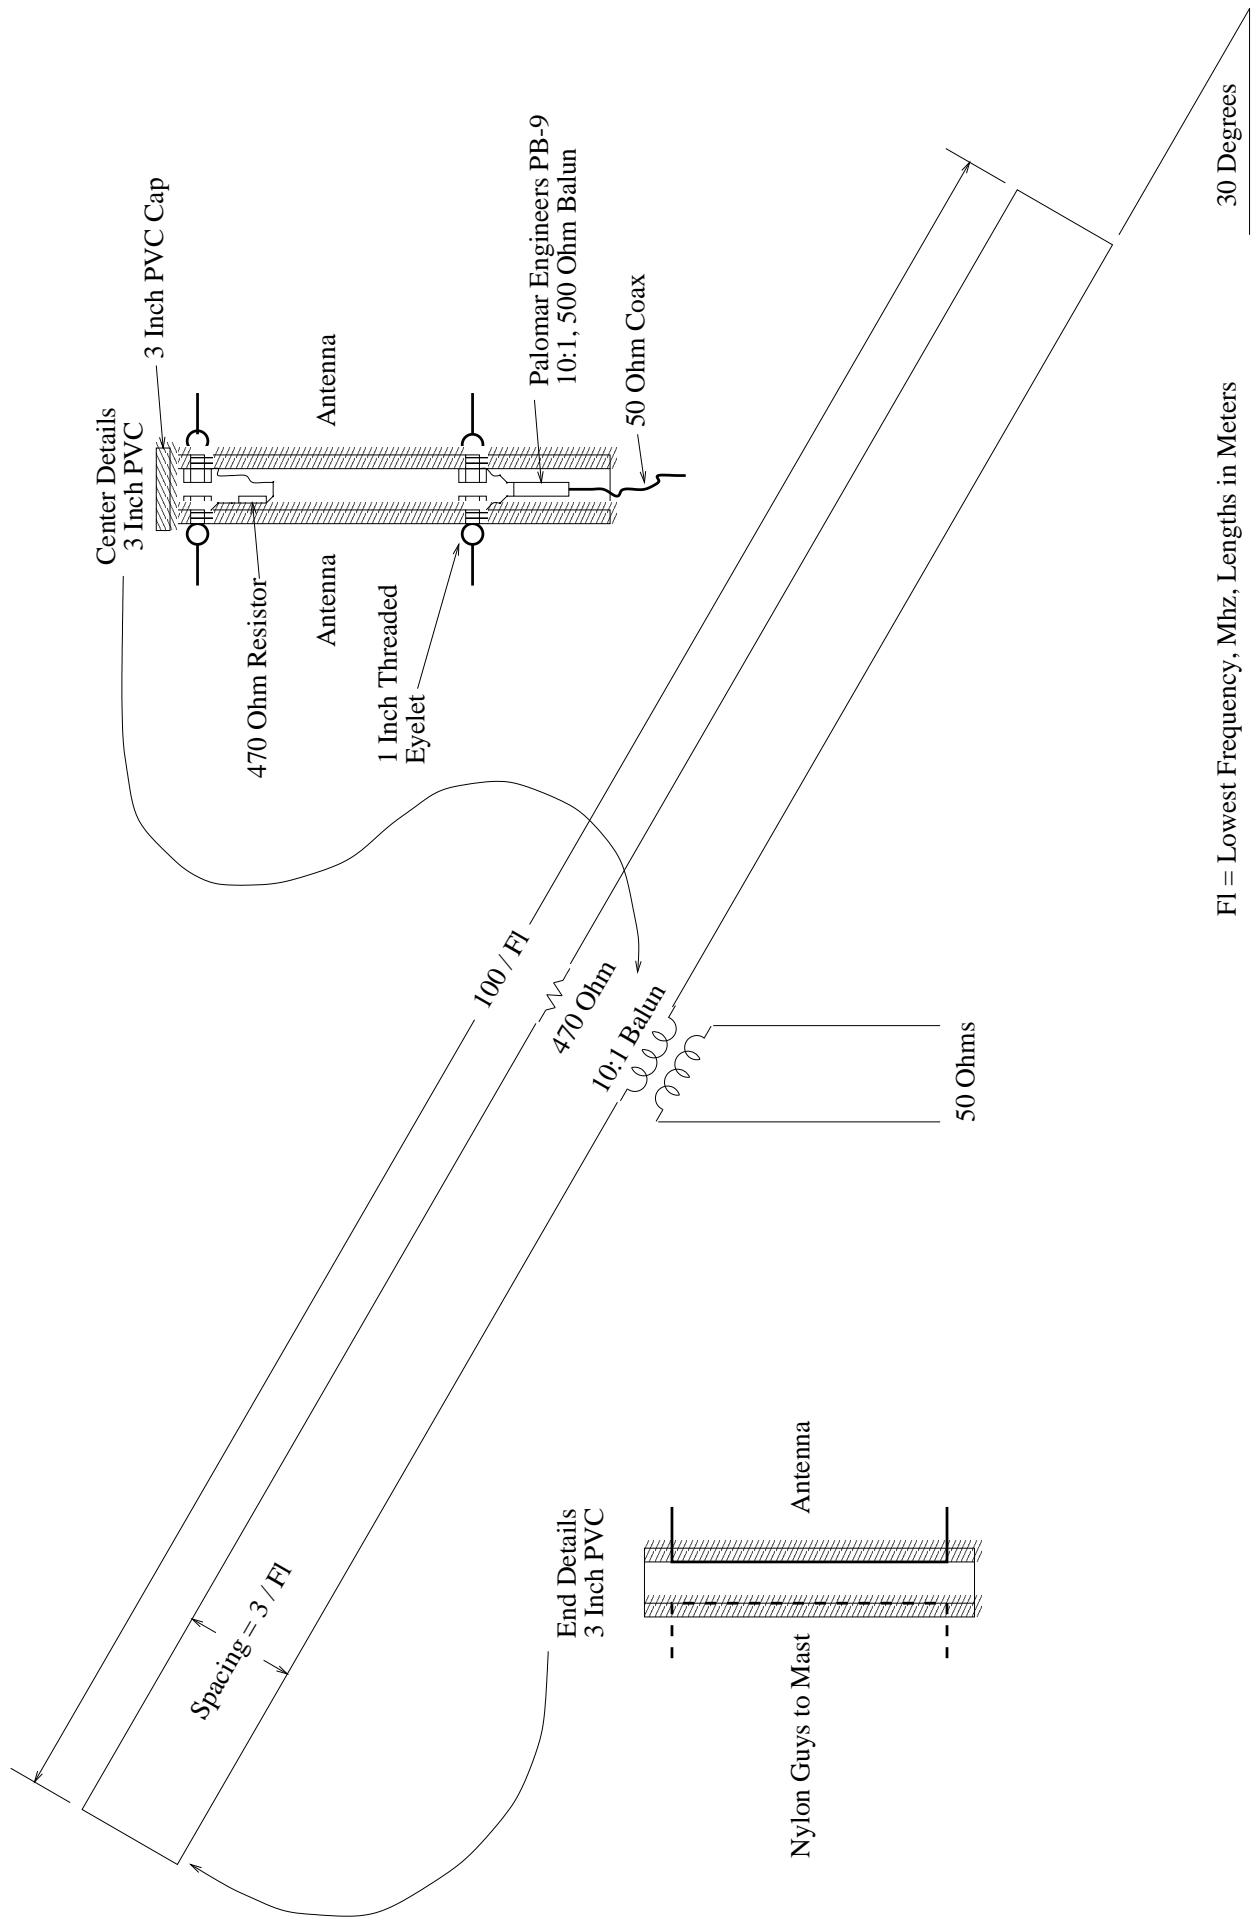 Center Details
3 Inch PVC
3 Inch PVC Cap
470 Ohm Resistor
Antenna
Antenna
1 Inch Threaded
Eyelet
Palomar Engineers PB-9
10:1, 500 Ohm Balun
50 Ohm Coax
100 / Fl
470 Ohm
10:1 Balun
50 Ohms
Spacing = 3 / Fl
End Details
3 Inch PVC
Nylon Guys to Mast
Antenna
30 Degrees
Fl = Lowest Frequency, Mhz, Lengths in Meters